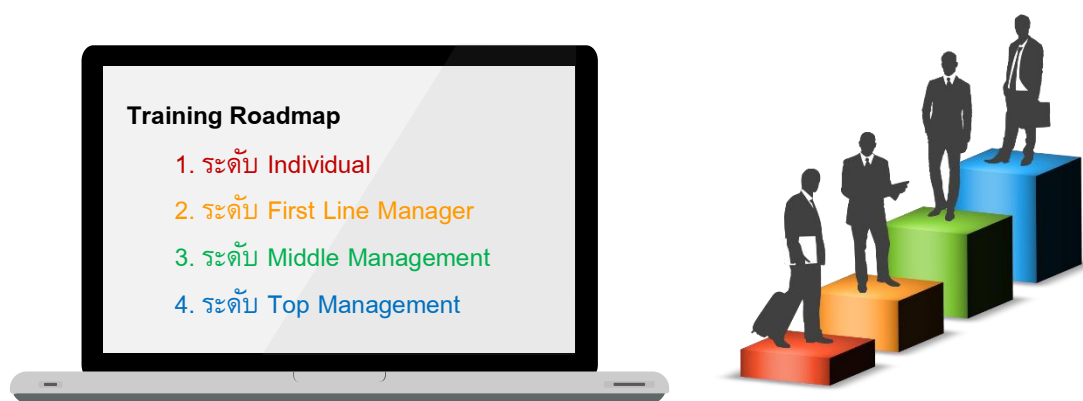 Training Roadmap
1. ระดับ Individual
2. ระดับ First Line Manager
3. ระดับ Middle Management
4. ระดับ Top Management